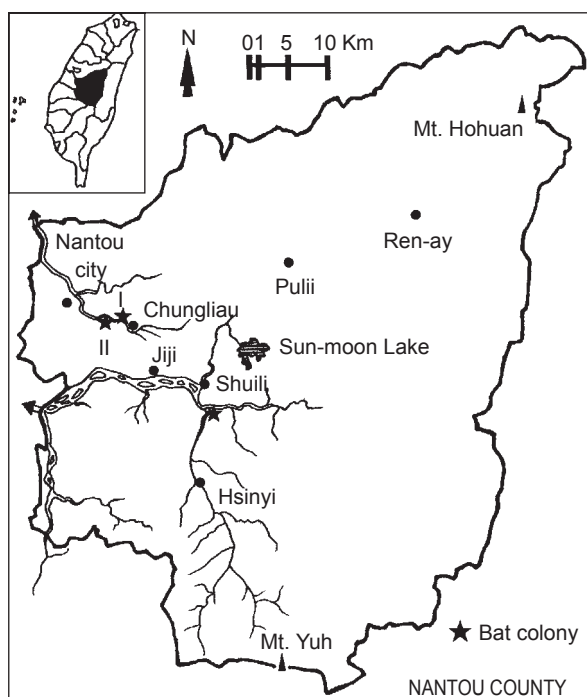 N
01 5 10 Km
Mt. Hohuan
Ren-ay
Nantou
city
Pulii
I
Chungliau
II
Sun-moon Lake
Jiji
Shuili
Hsinyi
Mt. Yuh
Bat colony
NANTOU COUNTY